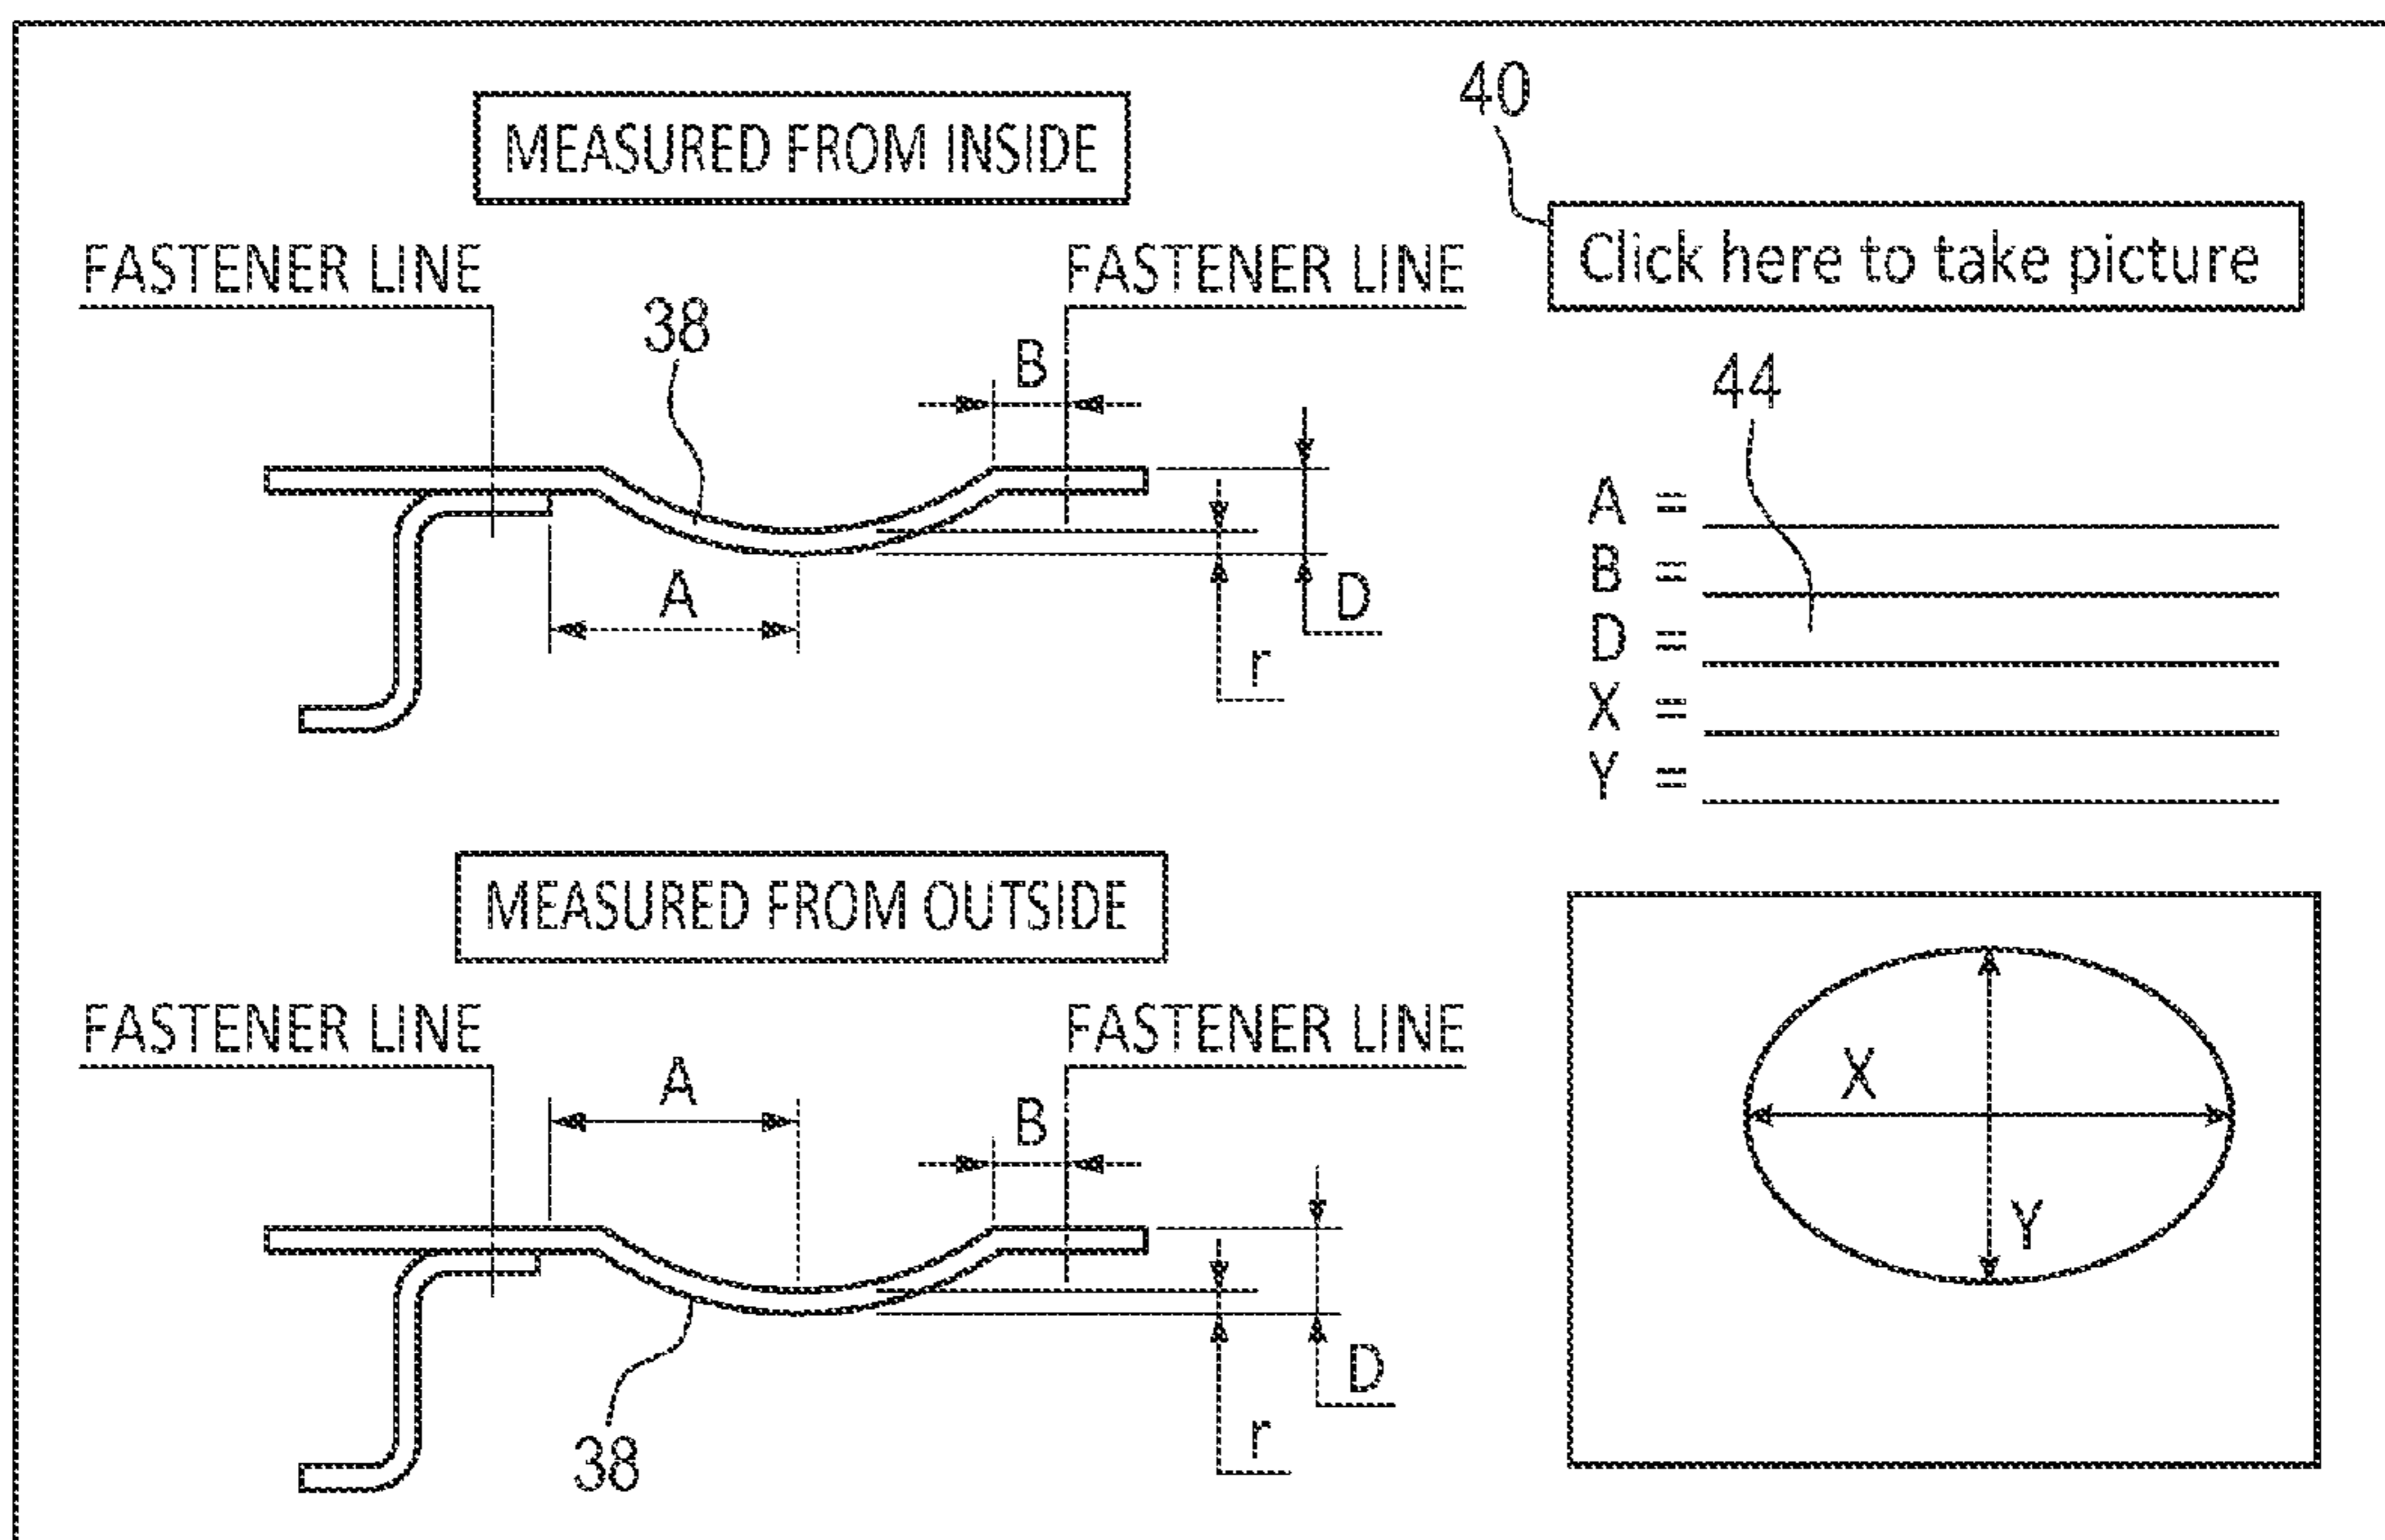 MEASURED FROM INSIDE
FASTENER LINE
FASTENER LINE
38
B
A
D
r
40
Click here to take picture
44
A =
B =
D =
X =
Y =
MEASURED FROM OUTSIDE
FASTENER LINE
FASTENER LINE
A
B
D
r
38
X
Y